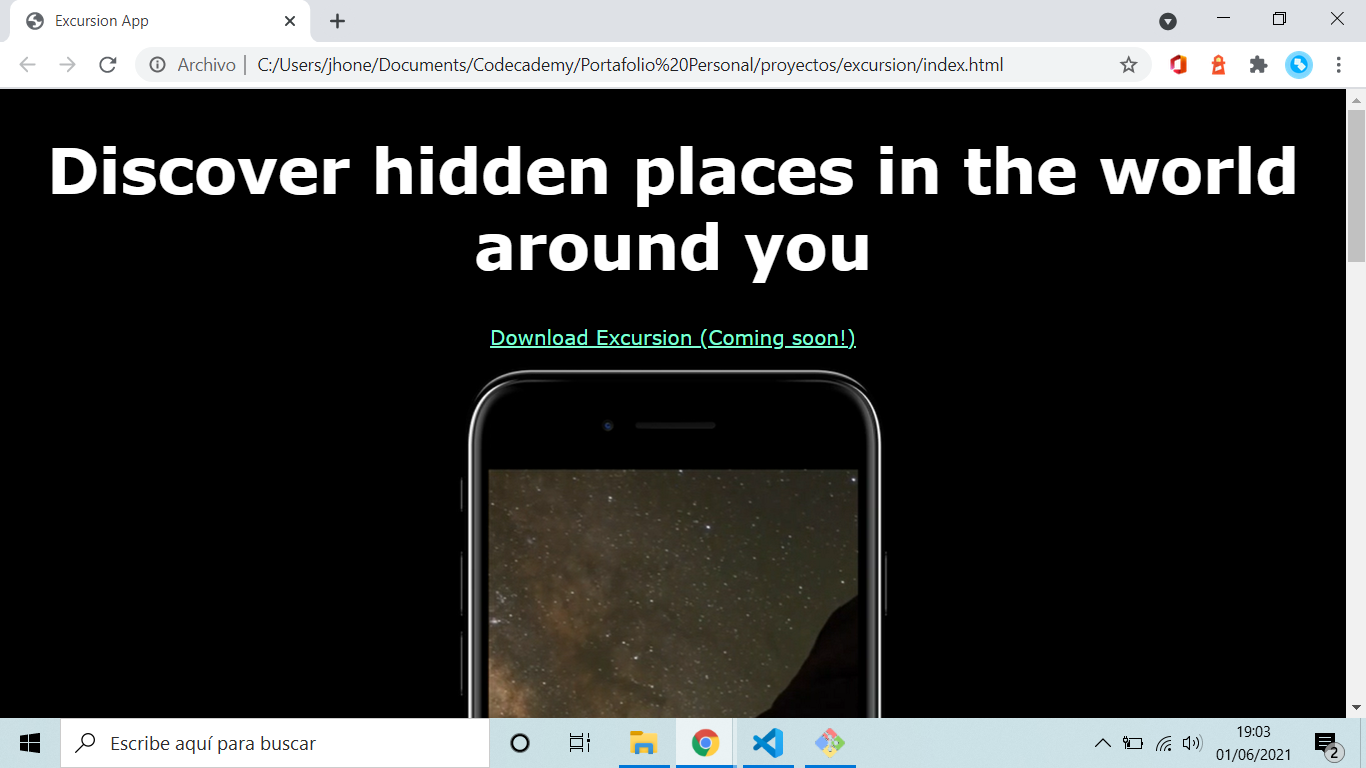 Excursion App
Archivo
C:/Users/jhone/Documents/Codecademy/Portafolio%20Personal/proyectos/excursion/index.html
Discover hidden places in the world
around you
Download Excursion (Coming soon!)
Escribe aquí para buscar
19:03
01/06/2021
2